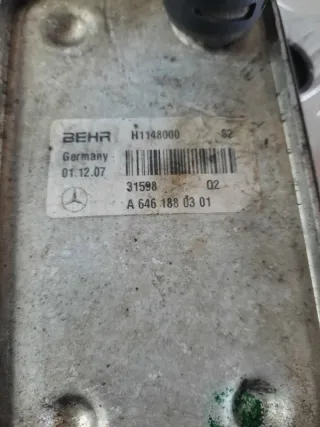 BEHR H1148000 S2
Germany
01.12.07
31598 02
A 646 188 03 01